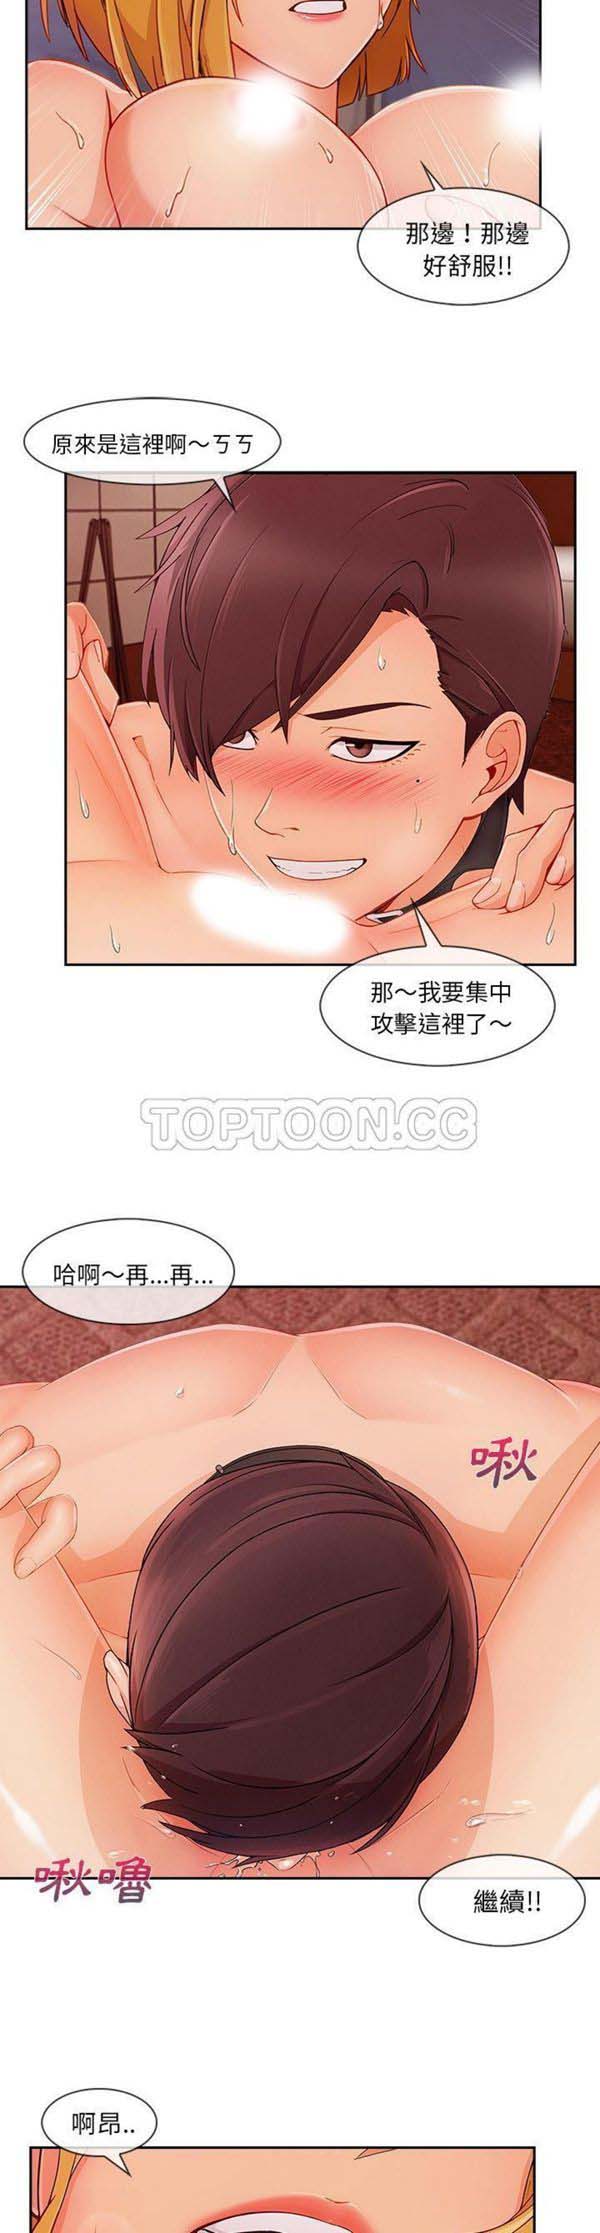 那邊！那邊
好舒服!!
原來是這裡啊～ㄎㄎ
那～我要集中
攻擊這裡了～
TOPTOON.CC
哈啊～再...再...
啾
啾嚕
繼續!!
啊昂..